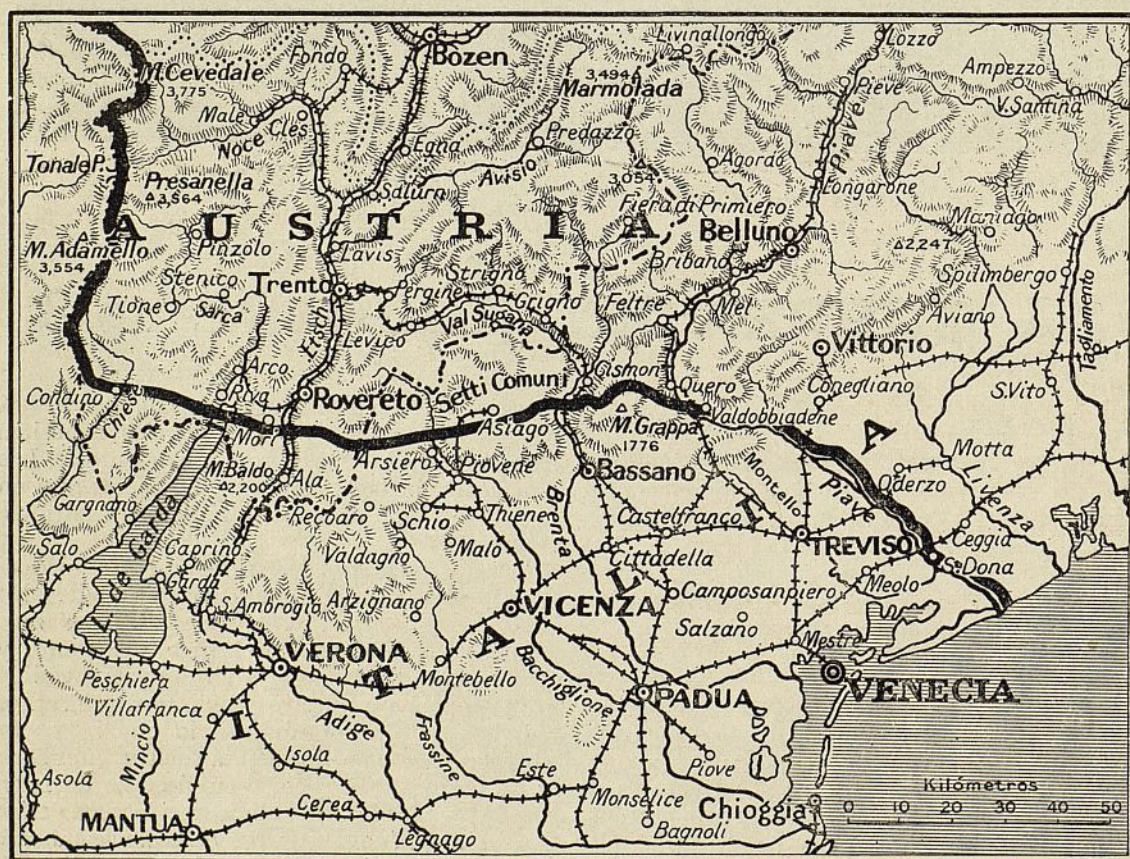 Livinallongo
Lozzo
Bozen
M. Cevedale
3,775
Fondo
3,494
Marmolada
Ampezzo
Pieve
V. Santina
Male
Cles
Noce
Predazzo
Egna
Avisio
Agordo
P. ave
Tonale P.
Presanella
3,564
Salurn
3,054
Longarone
Fiera di Primiero
Maniago
AUSTRIA
M. Adamello
3,554
Pinzolo
Lavis
Belluno
2,247
Stenico
Strigno
Bribano
Spilimbergo
Trento
Pergine
Grigno
Feltre
Mel
Tione
Sarca
Val Sugana
Aviano
Tagliamento
Etsch
Levico
Vittorio
Arco
Cismon
Condino
Chiese
Riva
Rovereto
Setti Comuni
Quero
Conegliano
S. Vito
Mori
Asiago
M. Grappa
1776
Valdobbiadene
Arsiero
Motta
M. Baldo
2,200
Ala
Piovene
Bassano
Montello
Piave
Oderzo
Livenza
Gargnano
Recoaro
Schio
Thiene
Brenta
Castelfranco
Salo
L. de Garda
Caprino
Valdagno
Malo
Cittadella
TREVISO
Ceggia
S. Dona
Garda
Meolo
S. Ambrogio
Arzignano
VICENZA
Camposanpiero
Salzano
Mestre
VERONA
Peschiera
Montebello
Bacchiglione
PADUA
VENECIA
Villafranca
ITALIA
Adige
Mincio
Isola
Frassine
Este
Piove
Kilómetros
Asola
Cerea
Monselice
Chioggia
0 10 20 30 40 50
MANTUA
Legnago
Bagnoli